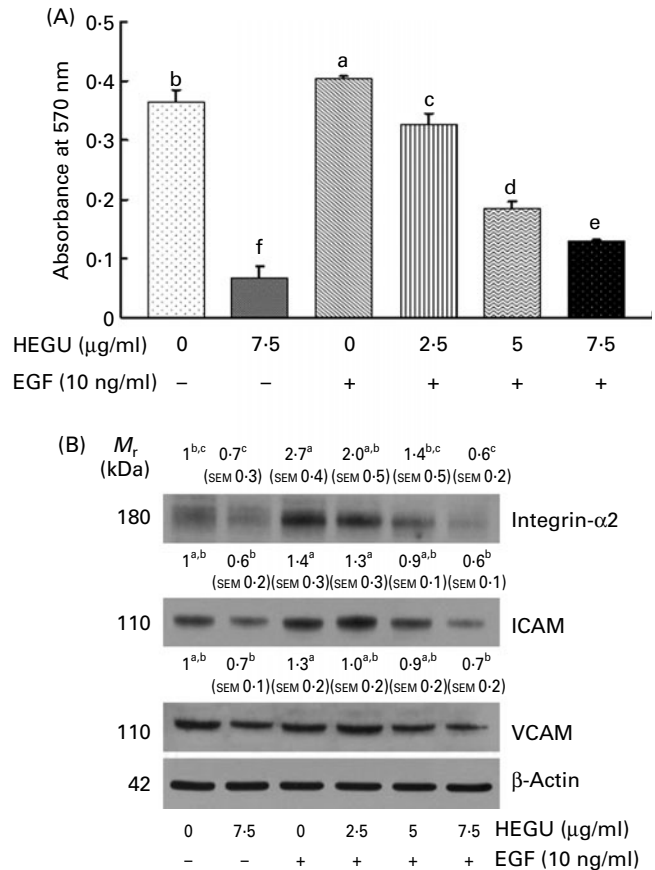 (A)
0·5
0·4
0·3
0·2
0·1
0
Absorbance at 570 nm
b f a c d e
HEGU (μg/ml) 0 7·5 0 2·5 5 7·5
EGF (10 ng/ml) – – + + + +
(B)
Mr (kDa)
1b,c 0·7c 2·7a 2·0a,b 1·4b,c 0·6c
(SEM 0·3) (SEM 0·4) (SEM 0·5) (SEM 0·5) (SEM 0·2)
180 Integrin-α2
1a,b 0·6b 1·4a 1·3a 0·9a,b 0·6b
(SEM 0·2) (SEM 0·3) (SEM 0·3) (SEM 0·1) (SEM 0·1)
110 ICAM
1a,b 0·7b 1·3a 1·0a,b 0·9a,b 0·7b
(SEM 0·1) (SEM 0·2) (SEM 0·2) (SEM 0·2) (SEM 0·2)
110 VCAM
42 β-Actin
0 7·5 0 2·5 5 7·5 HEGU (μg/ml)
– – + + + + EGF (10 ng/ml)